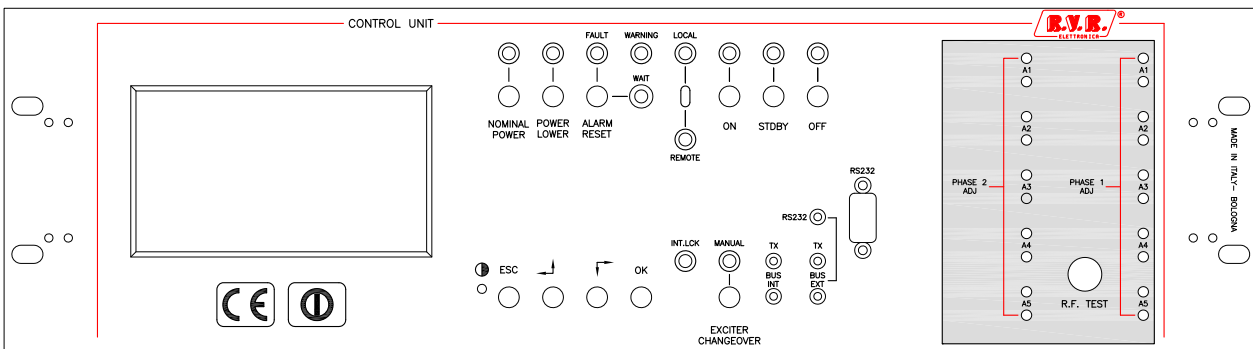 CONTROL UNIT
R.V.R.®
ELETTRONICA
FAULT
WARNING
LOCAL
WAIT
NOMINAL
POWER
POWER
LOWER
ALARM
RESET
REMOTE
ON
STDBY
OFF
RS232
RS232
INT.LCK
MANUAL
TX
TX
BUS
INT
BUS
EXT
ESC
OK
EXCITER
CHANGEOVER
CE
PHASE 2
ADJ
A1
A2
A3
A4
A5
PHASE 1
ADJ
A1
A2
A3
A4
A5
R.F. TEST
MADE IN ITALY- BOLOGNA